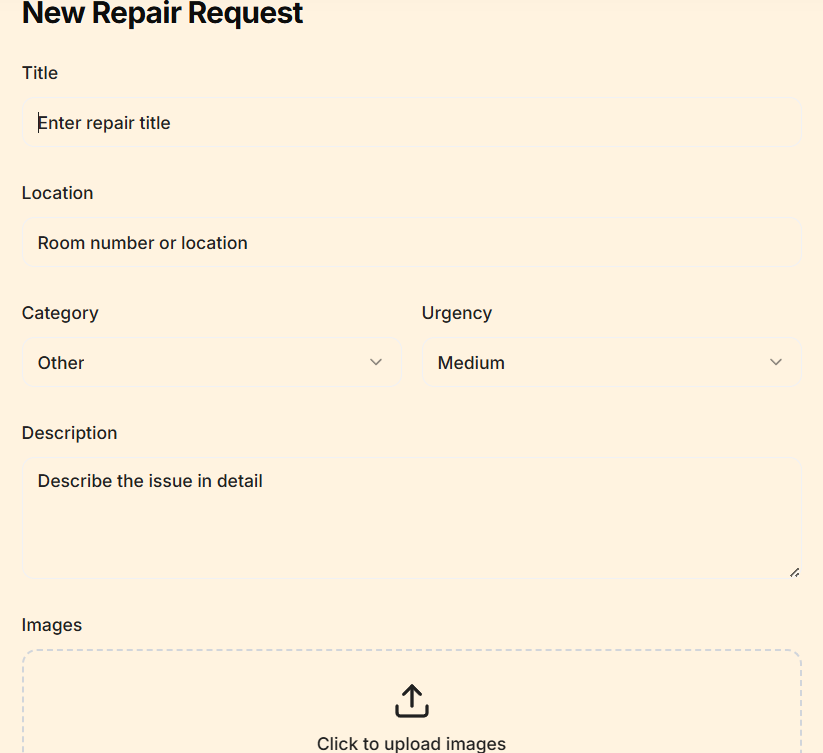 New Repair Request
Title
Enter repair title
Location
Room number or location
Category
Urgency
Other
Medium
Description
Describe the issue in detail
Images
Click to upload images